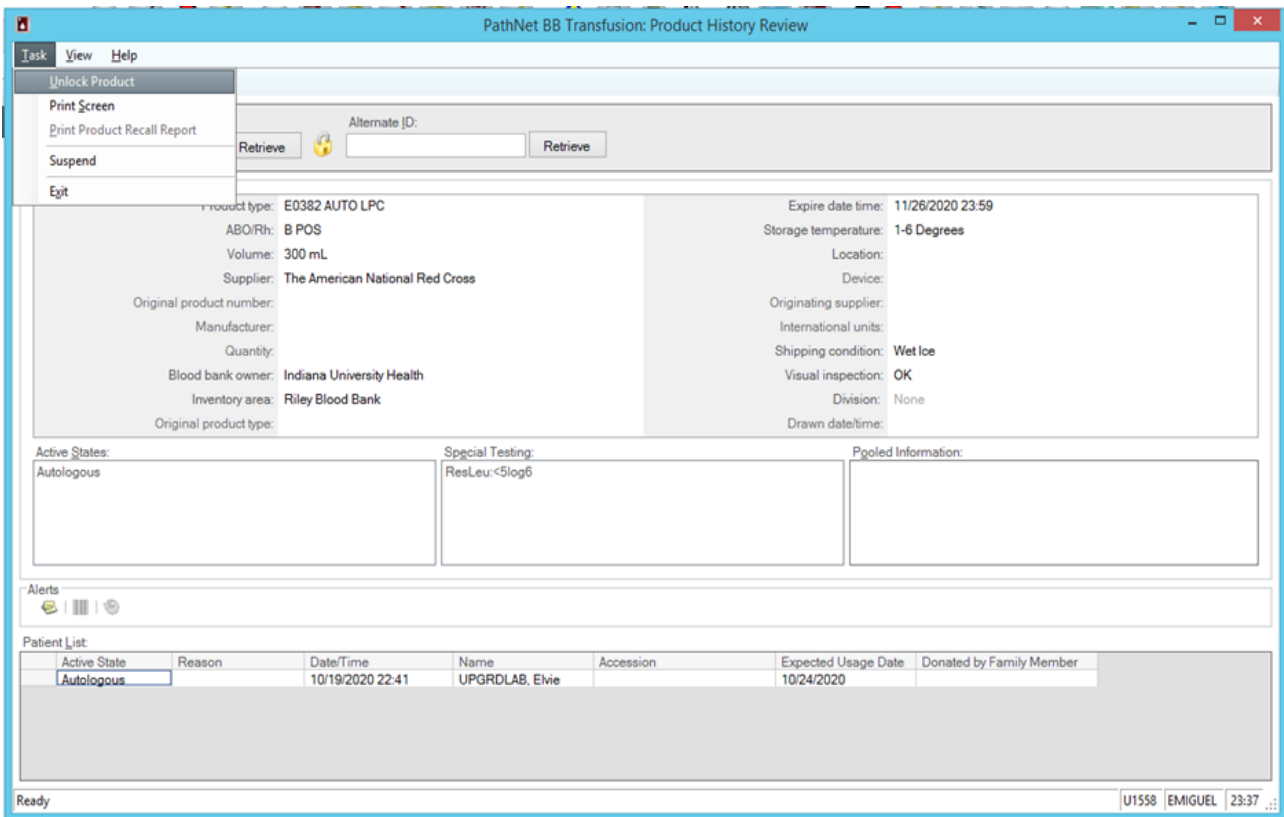 PathNet BB Transfusion: Product History Review
Task View Help
Unlock Product
Print Screen
Print Product Recall Report
Suspend
Exit
Alternate ID:
Retrieve Retrieve
Product type: E0382 AUTO LPC Expire date time: 11/26/2020 23:59
ABO/Rh: B POS Storage temperature: 1-6 Degrees
Volume: 300 mL Location:
Supplier: The American National Red Cross Device:
Original product number: Originating supplier:
Manufacturer: International units:
Quantity: Shipping condition: Wet Ice
Blood bank owner: Indiana University Health Visual inspection: OK
Inventory area: Riley Blood Bank Division: None
Original product type: Drawn date/time:
Active States: Special Testing: Pooled Information:
Autologous ResLeu:<5log6
Alerts
Patient List:
Active State Reason Date/Time Name Accession Expected Usage Date Donated by Family Member
Autologous 10/19/2020 22:41 UPGRDLAB, Elvie 10/24/2020
Ready U1558 EMIGUEL 23:37